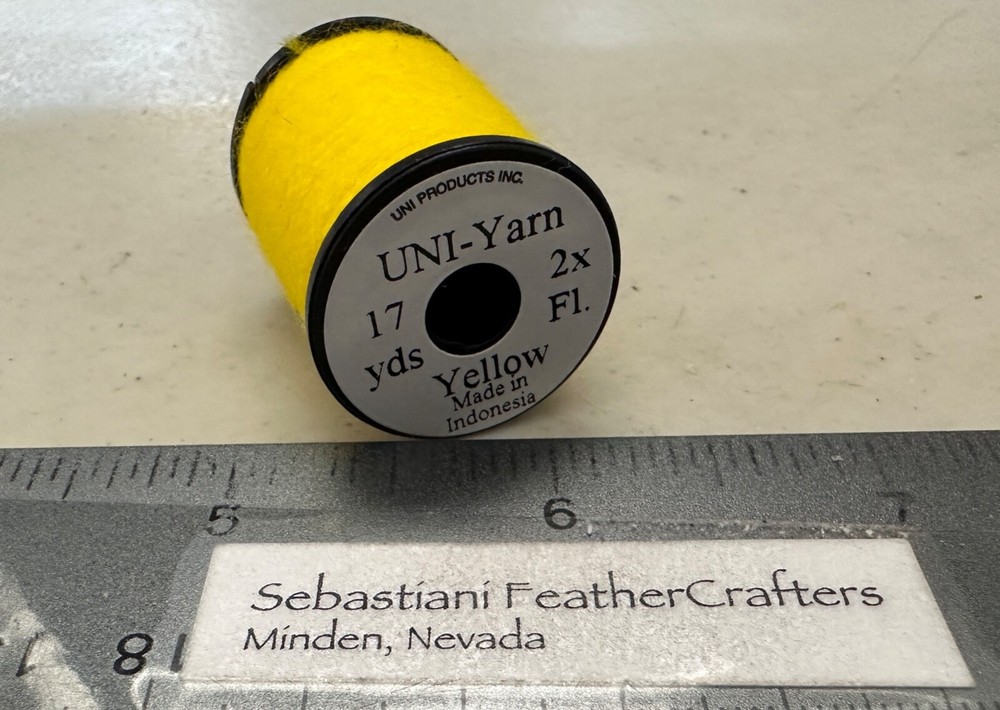 UNI PRODUCTS INC.
UNI-Yarn
17 yds
2x Fl.
Yellow
Made in
Indonesia
5 6 7
Sebastiani FeatherCrafters
Minden, Nevada
8